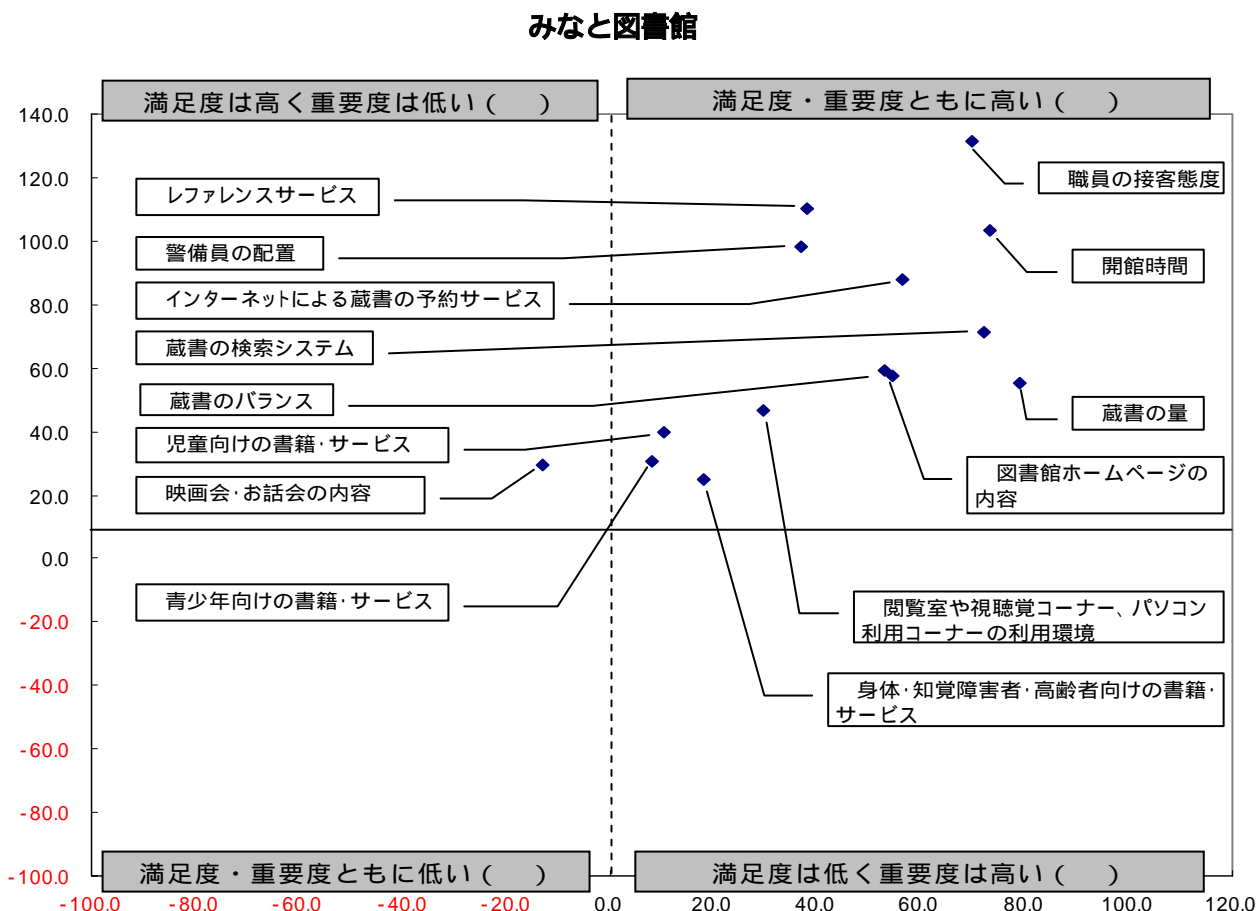 みなと図書館
満足度は高く重要度は低い（　）
満足度・重要度ともに高い（　）
140.0
120.0
100.0
80.0
60.0
40.0
20.0
0.0
-20.0
-40.0
-60.0
-80.0
-100.0
職員の接客態度
レファレンスサービス
警備員の配置
開館時間
インターネットによる蔵書の予約サービス
蔵書の検索システム
蔵書のバランス
蔵書の量
児童向けの書籍・サービス
映画会・お話会の内容
図書館ホームページの
内容
青少年向けの書籍・サービス
閲覧室や視聴覚コーナー、パソコン
利用コーナーの利用環境
身体・知覚障害者・高齢者向けの書籍・
サービス
満足度・重要度ともに低い（　）
満足度は低く重要度は高い（　）
-100.0 -80.0 -60.0 -40.0 -20.0 0.0 20.0 40.0 60.0 80.0 100.0 120.0